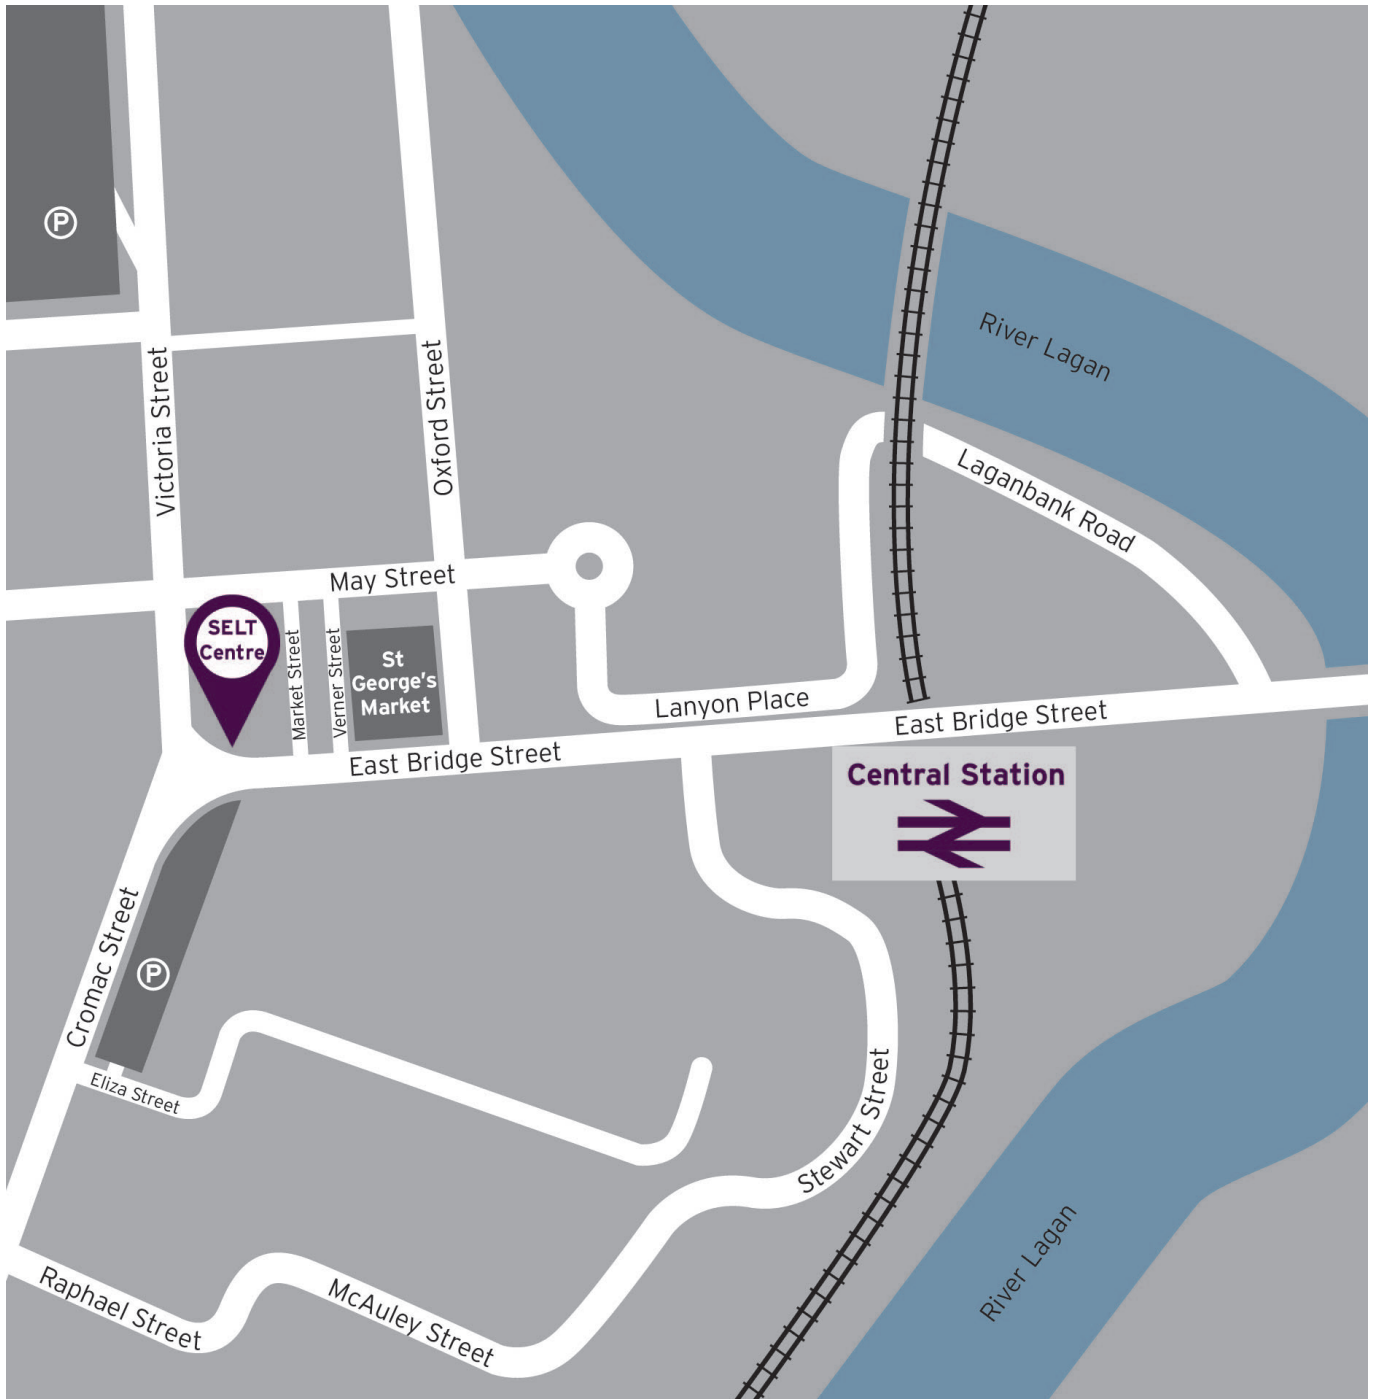 P
River Lagan
Victoria Street
Oxford Street
Laganbank Road
May Street
SELT
Centre
Market Street
Verner Street
St
George's
Market
Lanyon Place
East Bridge Street
East Bridge Street
Central Station
Cromac Street
P
Eliza Street
Stewart Street
River Lagan
Raphael Street
McAuley Street